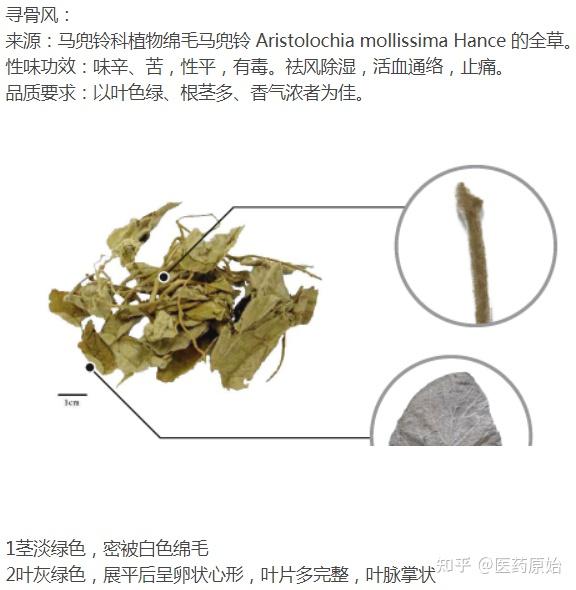 寻骨风：
来源：马兜铃科植物绵毛马兜铃 Aristolochia mollissima Hance 的全草。
性味功效：味辛、苦，性平，有毒。祛风除湿，活血通络，止痛。
品质要求：以叶色绿、根茎多、香气浓者为佳。
1cm
1茎淡绿色，密被白色绵毛
2叶灰绿色，展平后呈卵状心形，叶片多完整，叶脉掌状
知乎 @医药原始